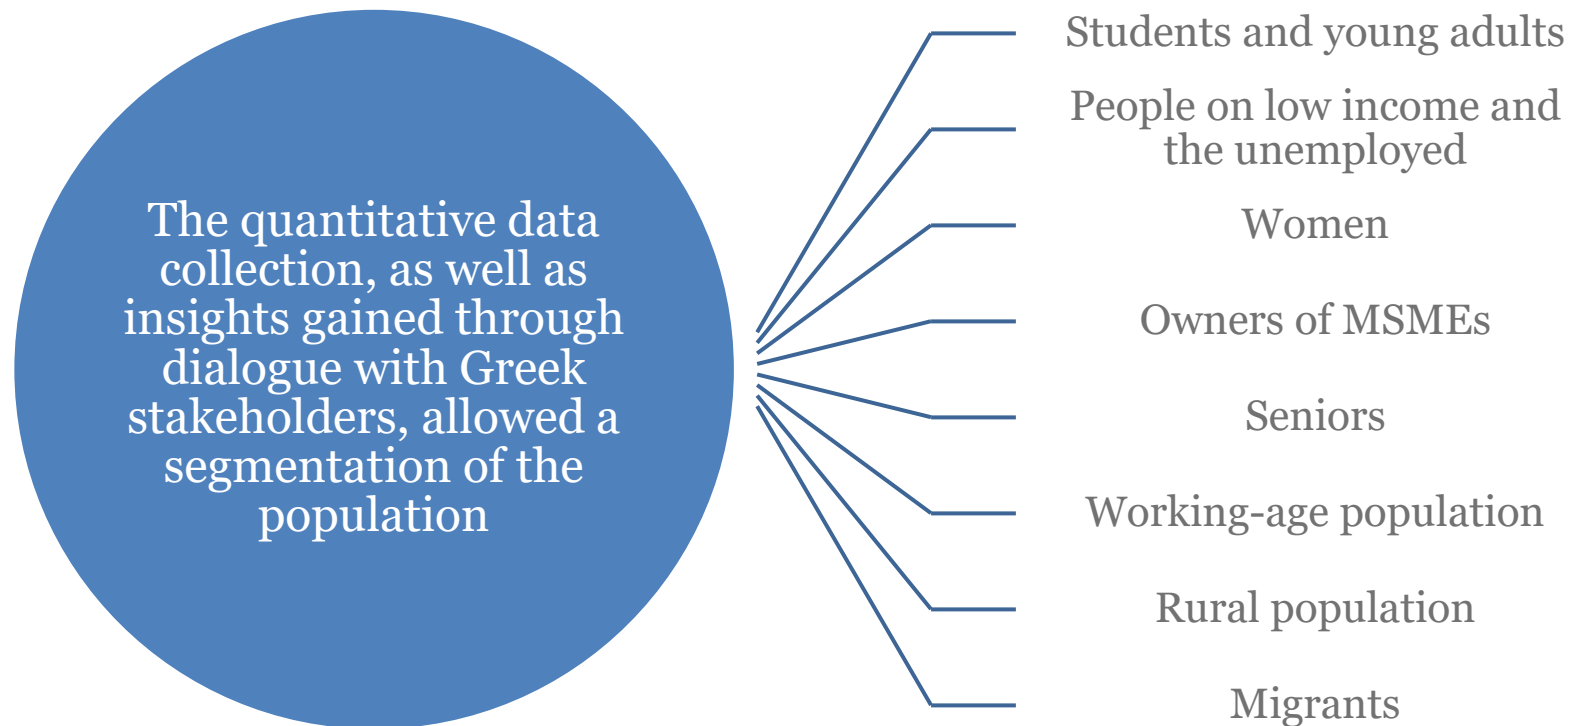 The quantitative data
collection, as well as
insights gained through
dialogue with Greek
stakeholders, allowed a
segmentation of the
population
Students and young adults
People on low income and
the unemployed
Women
Owners of MSMEs
Seniors
Working-age population
Rural population
Migrants